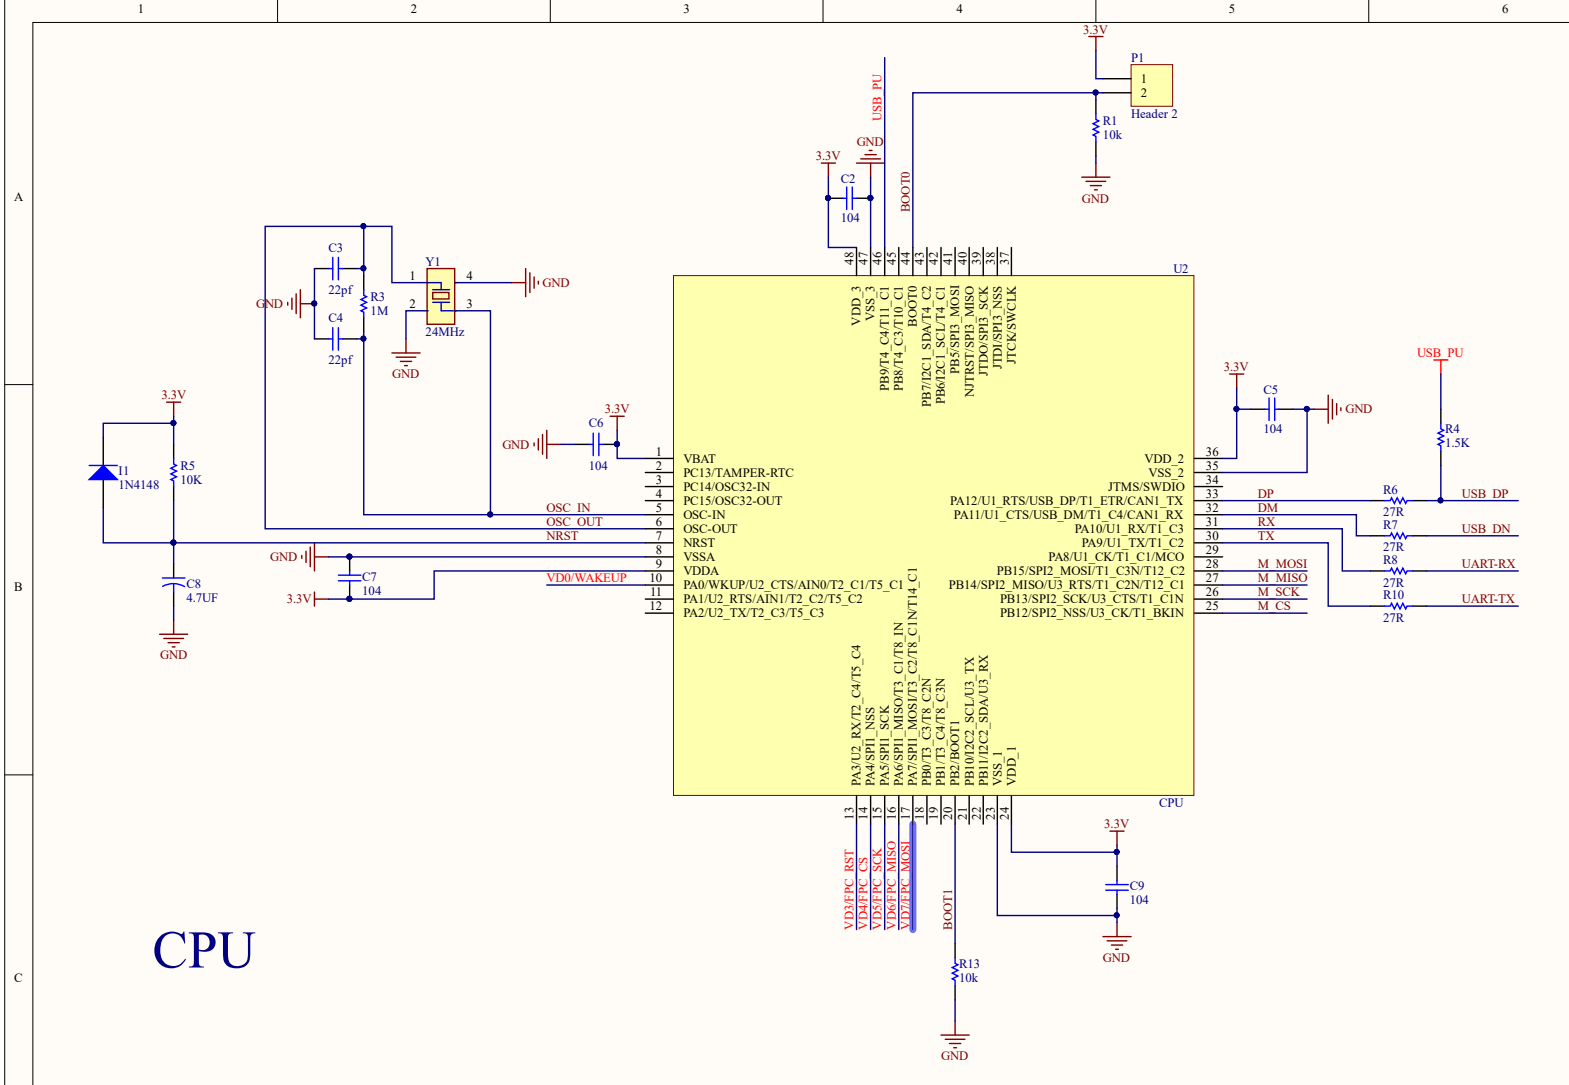 1 2 3 4 5 6
A
B
C
3.3V
P1
1
2
Header 2
R1
10k
GND
USB_PU
GND
3.3V
C2
104
BOOT0
C3
22pf
GND
R3
1M
C4
22pf
Y1
1
4
2
3
24MHz
GND
GND
U2
48
47
46
45
44
43
42
41
40
39
38
37
VDD_3
VSS_3
PB9/T4_C4/T11_C1
PB8/T4_C3/T10_C1
BOOT0
PB7/I2C1_SDA/T4_C2
PB6/I2C1_SCL/T4_C1
PB5/SPI3_MOSI
NJTRST/SPI3_MISO
JTDO/SPI3_SCK
JTDI/SPI3_NSS
JTCK/SWCLK
3.3V
I1
1N4148
R5
10K
C8
4.7UF
GND
3.3V
C6
GND
104
OSC_IN
OSC_OUT
NRST
GND
C7
104
3.3V
VD0/WAKEUP
1 VBAT
2 PC13/TAMPER-RTC
3 PC14/OSC32-IN
4 PC15/OSC32-OUT
5 OSC-IN
6 OSC-OUT
7 NRST
8 VSSA
9 VDDA
10 PA0/WKUP/U2_CTS/AIN0/T2_C1/T5_C1
11 PA1/U2_RTS/AIN1/T2_C2/T5_C2
12 PA2/U2_TX/T2_C3/T5_C3
VDD_2 36
VSS_2 35
JTMS/SWDIO 34
PA12/U1_RTS/USB_DP/T1_ETR/CAN1_TX 33
PA11/U1_CTS/USB_DM/T1_C4/CAN1_RX 32
PA10/U1_RX/T1_C3 31
PA9/U1_TX/T1_C2 30
PA8/U1_CK/T1_C1/MCO 29
PB15/SPI2_MOSI/T1_C3N/T12_C2 28
PB14/SPI2_MISO/U3_RTS/T1_C2N/T12_C1 27
PB13/SPI2_SCK/U3_CTS/T1_C1N 26
PB12/SPI2_NSS/U3_CK/T1_BKIN 25
3.3V
C5
104
GND
USB_PU
R4
1.5K
DP
DM
RX
TX
M_MOSI
M_MISO
M_SCK
M_CS
R6
27R
USB_DP
R7
27R
USB_DN
R8
27R
UART-RX
R10
27R
UART-TX
PA3/U2_RX/T2_C4/T5_C4
PA4/SPI1_NSS
PA5/SPI1_SCK
PA6/SPI1_MISO/T3_C1/T8_IN
PA7/SPI1_MOSI/T3_C2/T8_C1N/T14_C1
PB0/T3_C3/T8_C2N
PB1/T3_C4/T8_C3N
PB2/BOOT1
PB10/I2C2_SCL/U3_TX
PB11/I2C2_SDA/U3_RX
VSS_1
VDD_1
CPU
13
14
15
16
17
18
19
20
21
22
23
24
VD3/FPC_RST
VD4/FPC_CS
VD5/FPC_SCK
VD6/FPC_MISO
VD7/FPC_MOSI
BOOT1
R13
10k
GND
3.3V
C9
104
GND
CPU